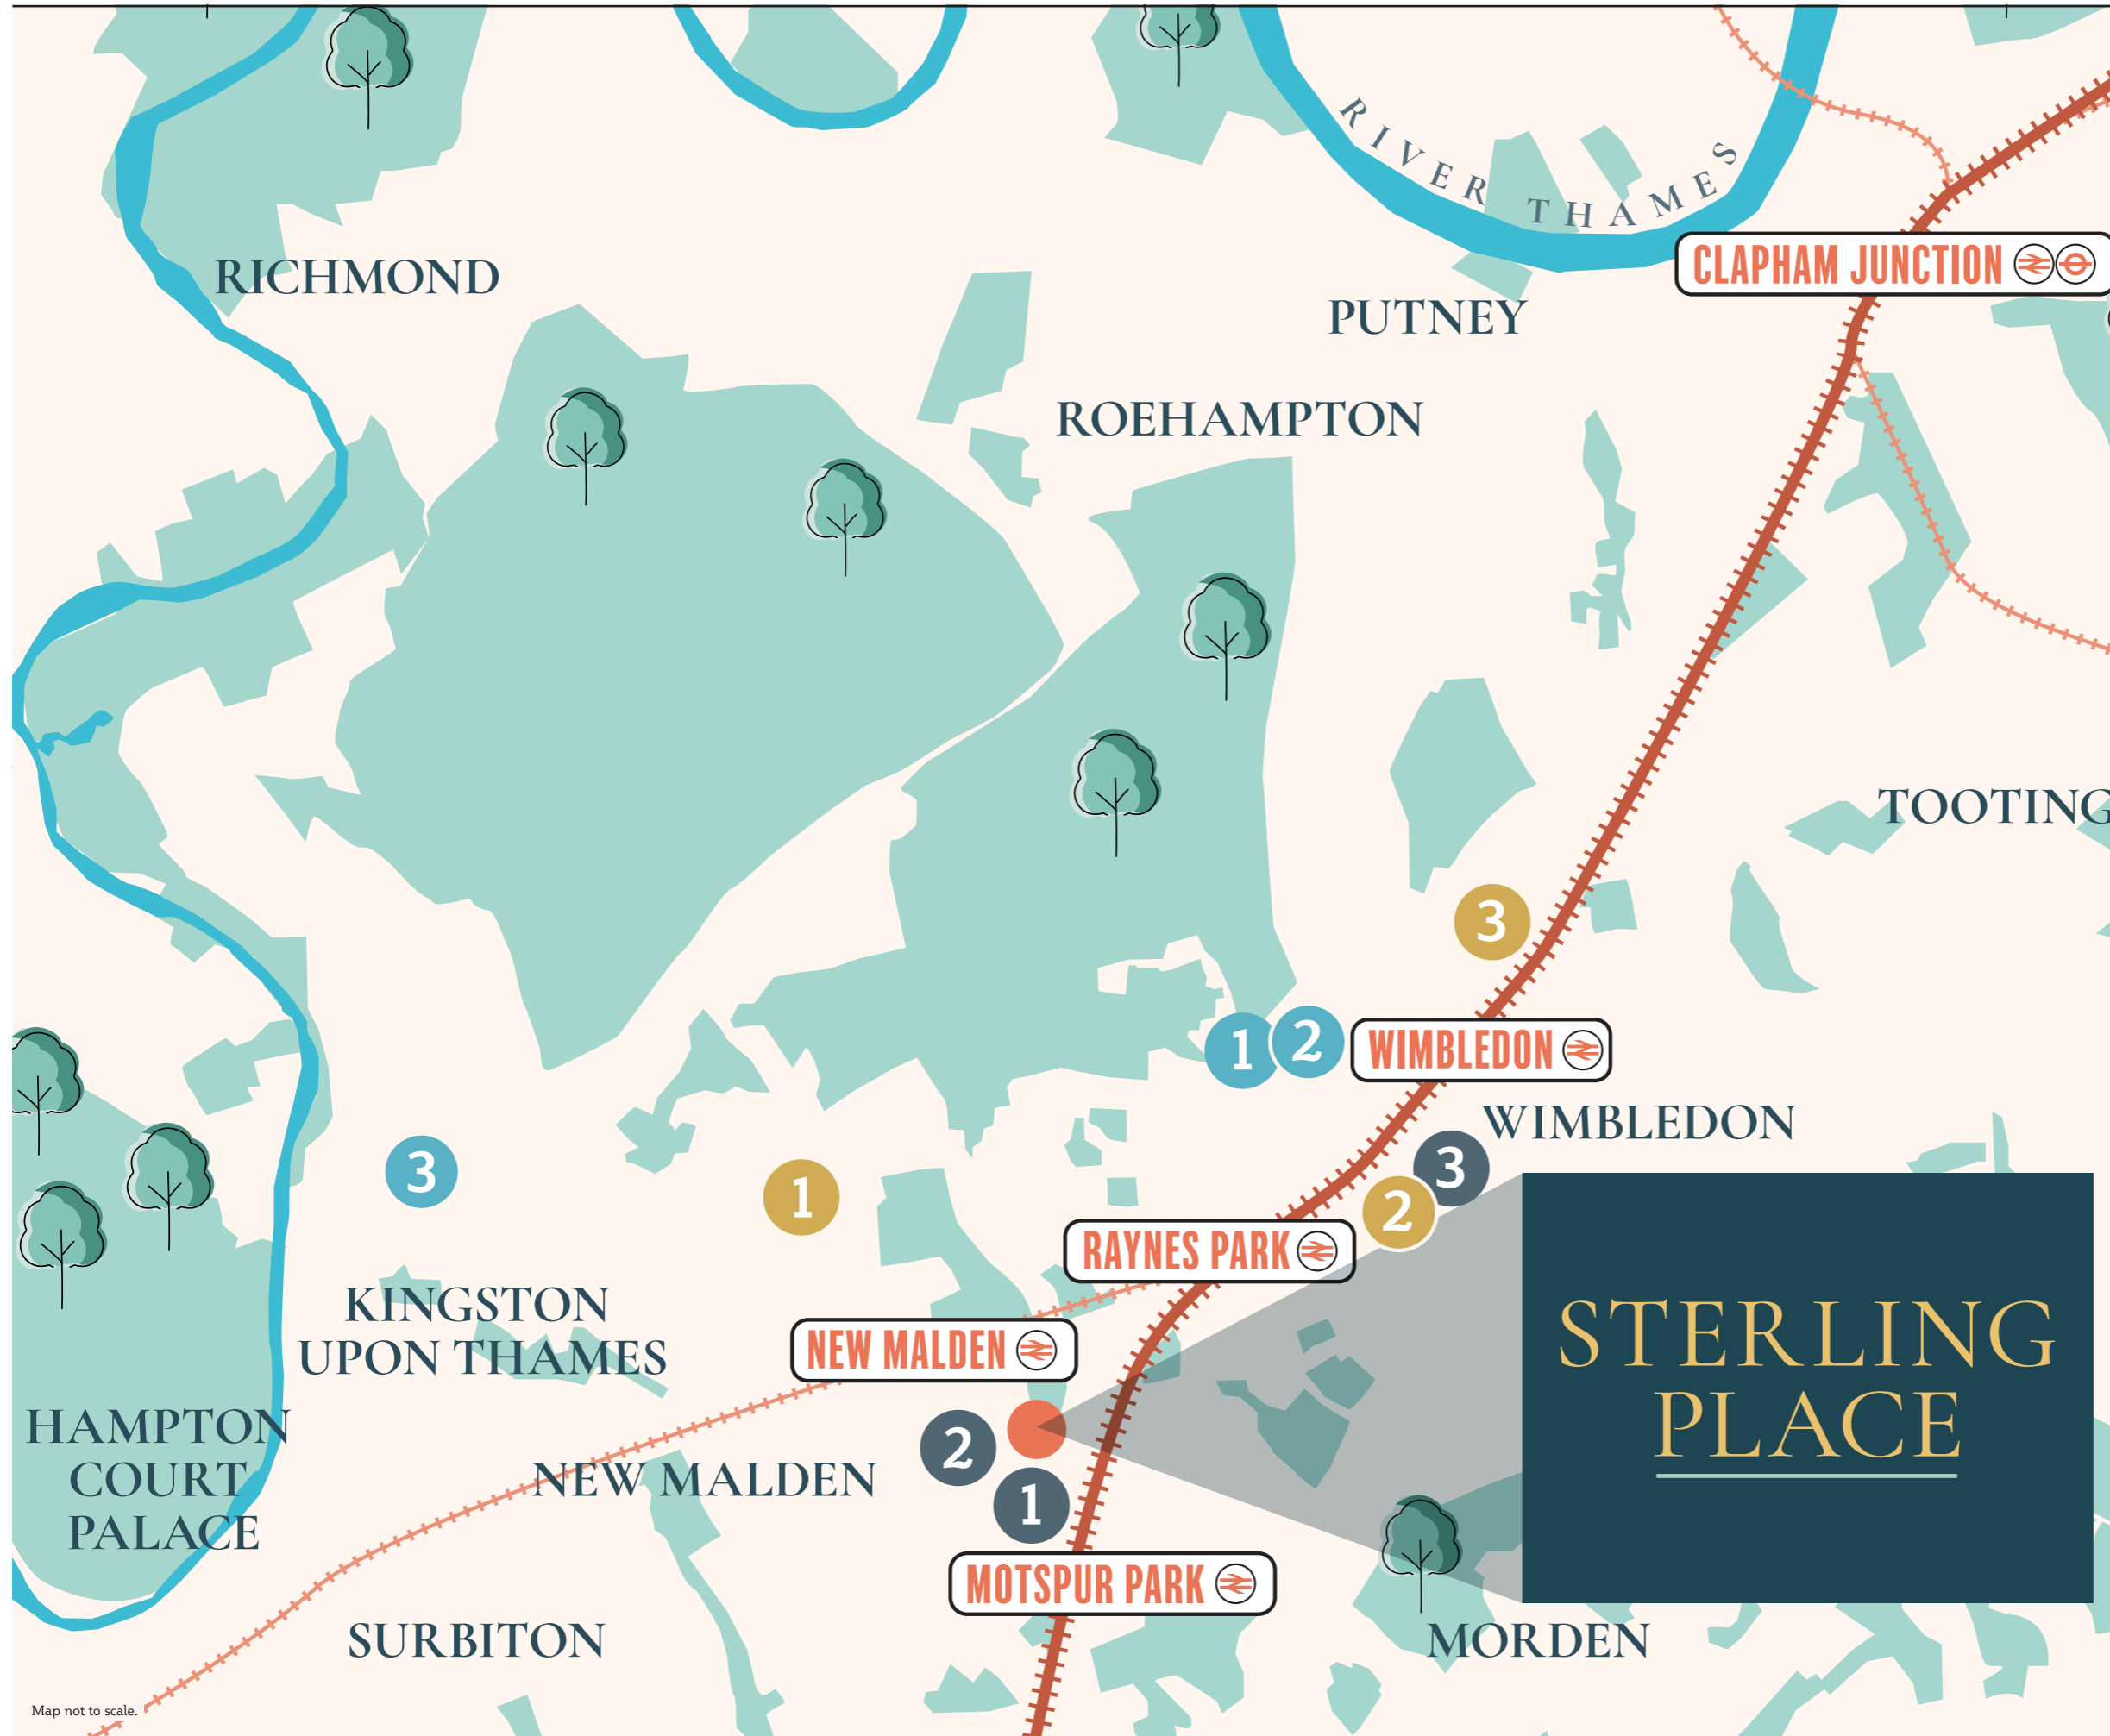 RIVER THAMES
RICHMOND
CLAPHAM JUNCTION
PUTNEY
ROEHAMPTON
TOOTING
3
1
2
WIMBLEDON
WIMBLEDON
3
3
1
2
RAYNES PARK
KINGSTON
UPON THAMES
NEW MALDEN
STERLING
PLACE
HAMPTON
COURT
PALACE
2
NEW MALDEN
1
MOTSPUR PARK
SURBITON
MORDEN
Map not to scale.